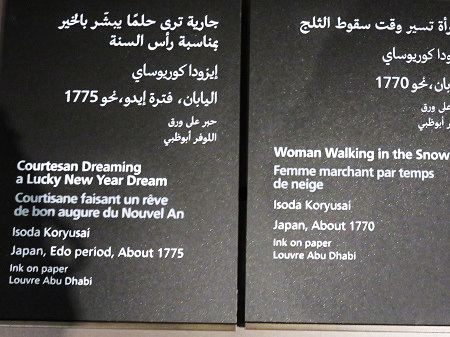 جارية ترى حلمًا يبشّر بالخير
بمناسبة رأس السنة
إيزودا كوريوساي
اليابان، فترة إيدو،نحو 1775
حبر على ورق
اللوفر أبوظبي
Courtesan Dreaming
a Lucky New Year Dream
Courtisane faisant un rêve
de bon augure du Nouvel An
Isoda Koryusai
Japan, Edo period, About 1775
Ink on paper
Louvre Abu Dhabi
تسير وقت سقوط الثلج
كوريوساي
نحو 1770
على ورق
أبوظبي
Woman Walking in the Snow
Femme marchant par temps
de neige
Isoda Koryusai
Japan, About 1770
Ink on paper
Louvre Abu Dhabi